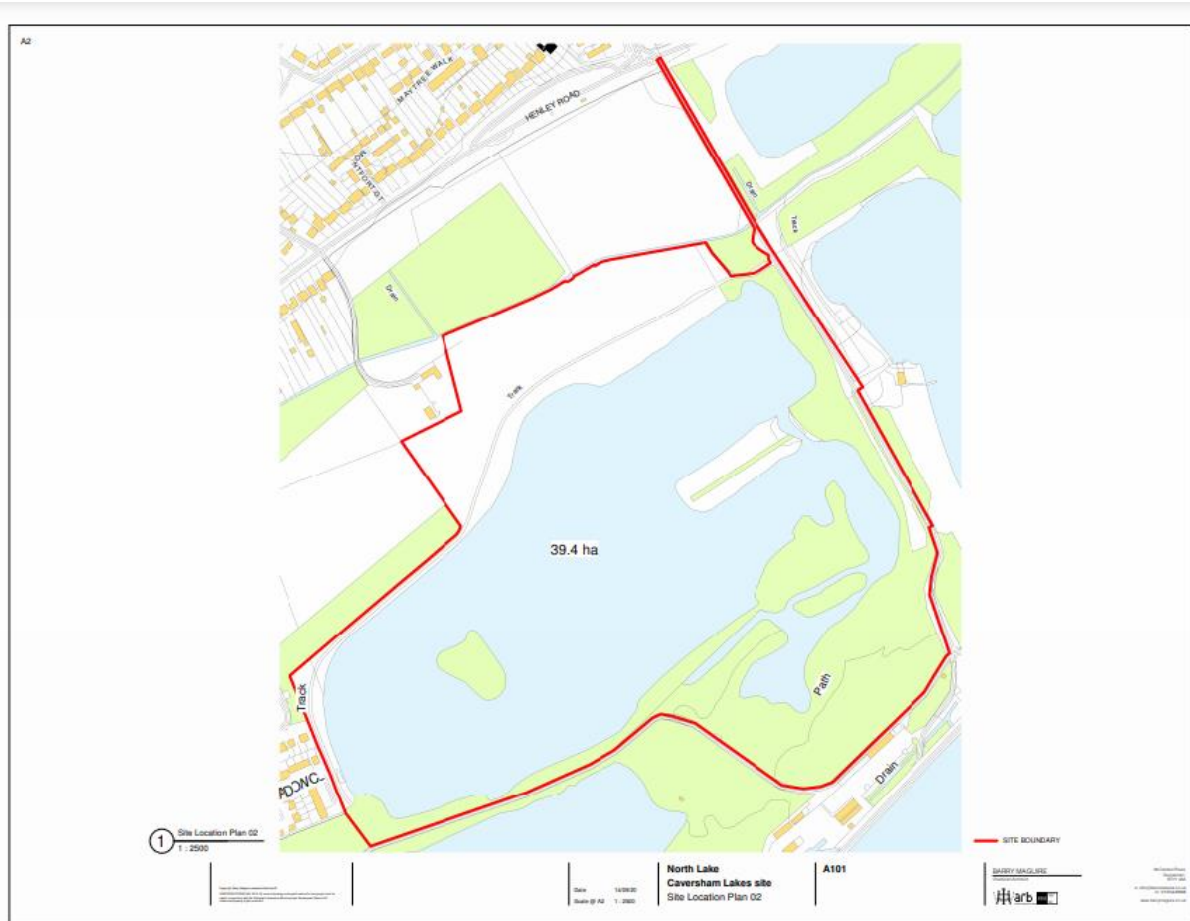 A2
MAYTREE WALK
HENLEY ROAD
Drain
Track
Drain
Track
39.4 ha
Track
Path
Drain
1
Site Location Plan 02
1 : 2500
SITE BOUNDARY
North Lake
Caversham Lakes site
Site Location Plan 02
A101
Date
Scale @ A2 1 : 2500
BARRY MAGUIRE
arb